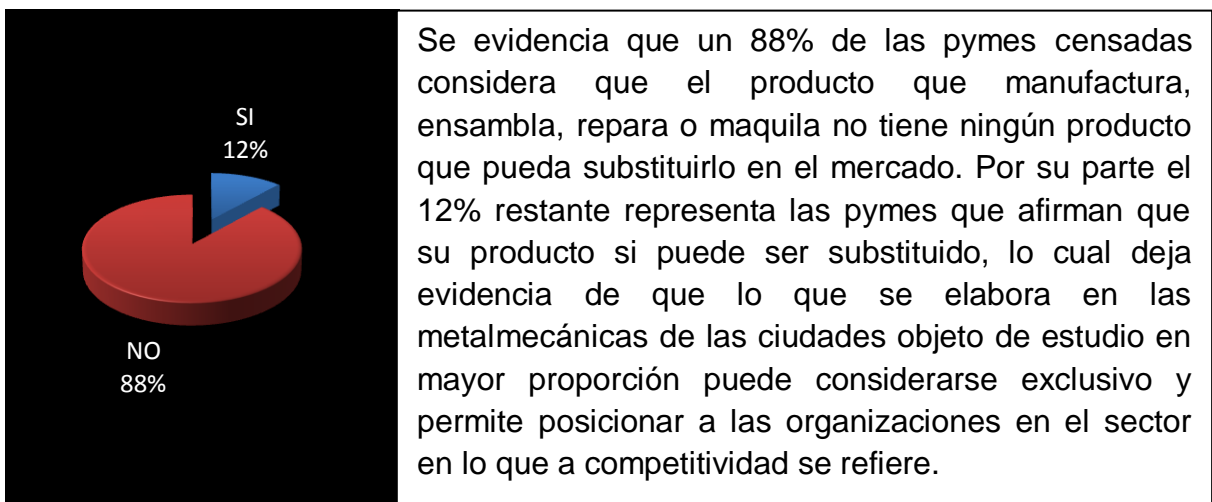 SI
12%
NO
88%
Se evidencia que un 88% de las pymes censadas
considera que el producto que manufactura,
ensambla, repara o maquila no tiene ningún producto
que pueda substituirlo en el mercado. Por su parte el
12% restante representa las pymes que afirman que
su producto si puede ser substituido, lo cual deja
evidencia de que lo que se elabora en las
metalmecánicas de las ciudades objeto de estudio en
mayor proporción puede considerarse exclusivo y
permite posicionar a las organizaciones en el sector
en lo que a competitividad se refiere.